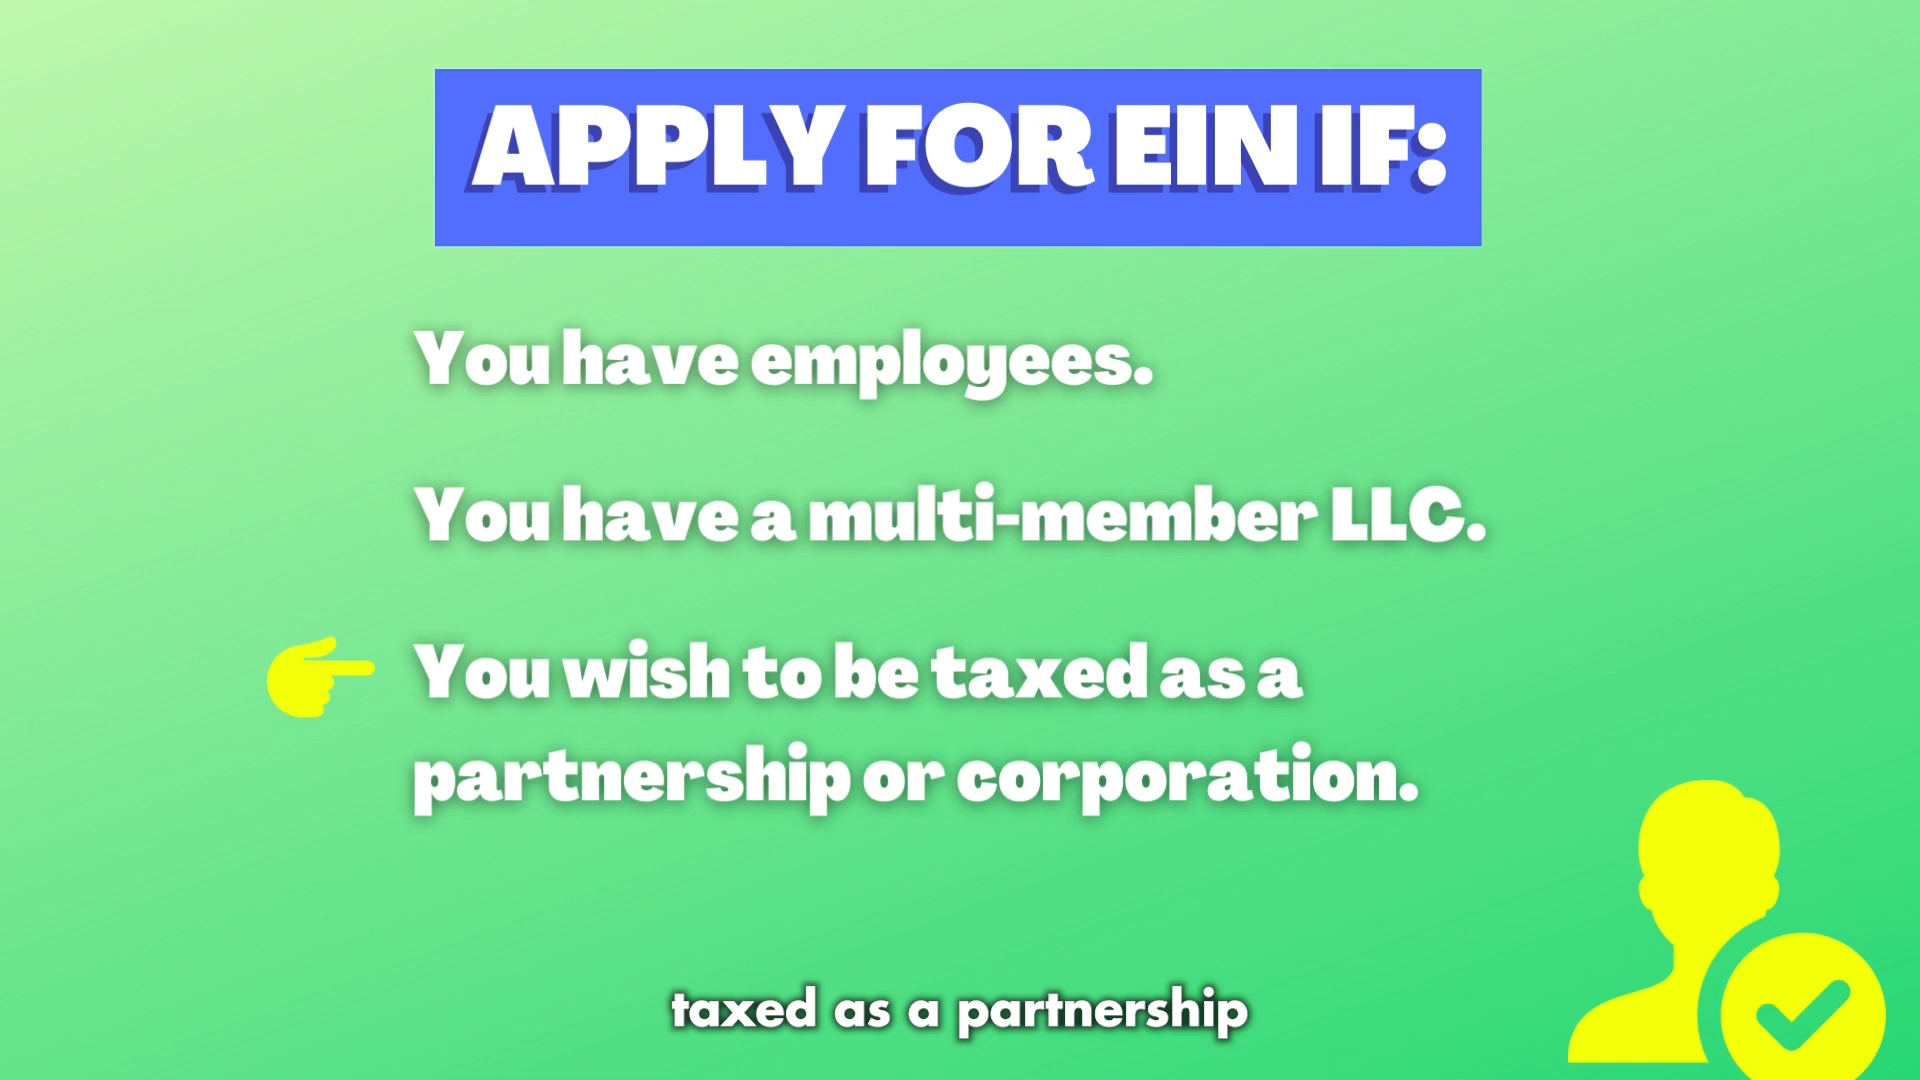 APPLY FOR EIN IF:
You have employees.
You have a multi-member LLC.
You wish to be taxed as a
partnership or corporation.
taxed as a partnership